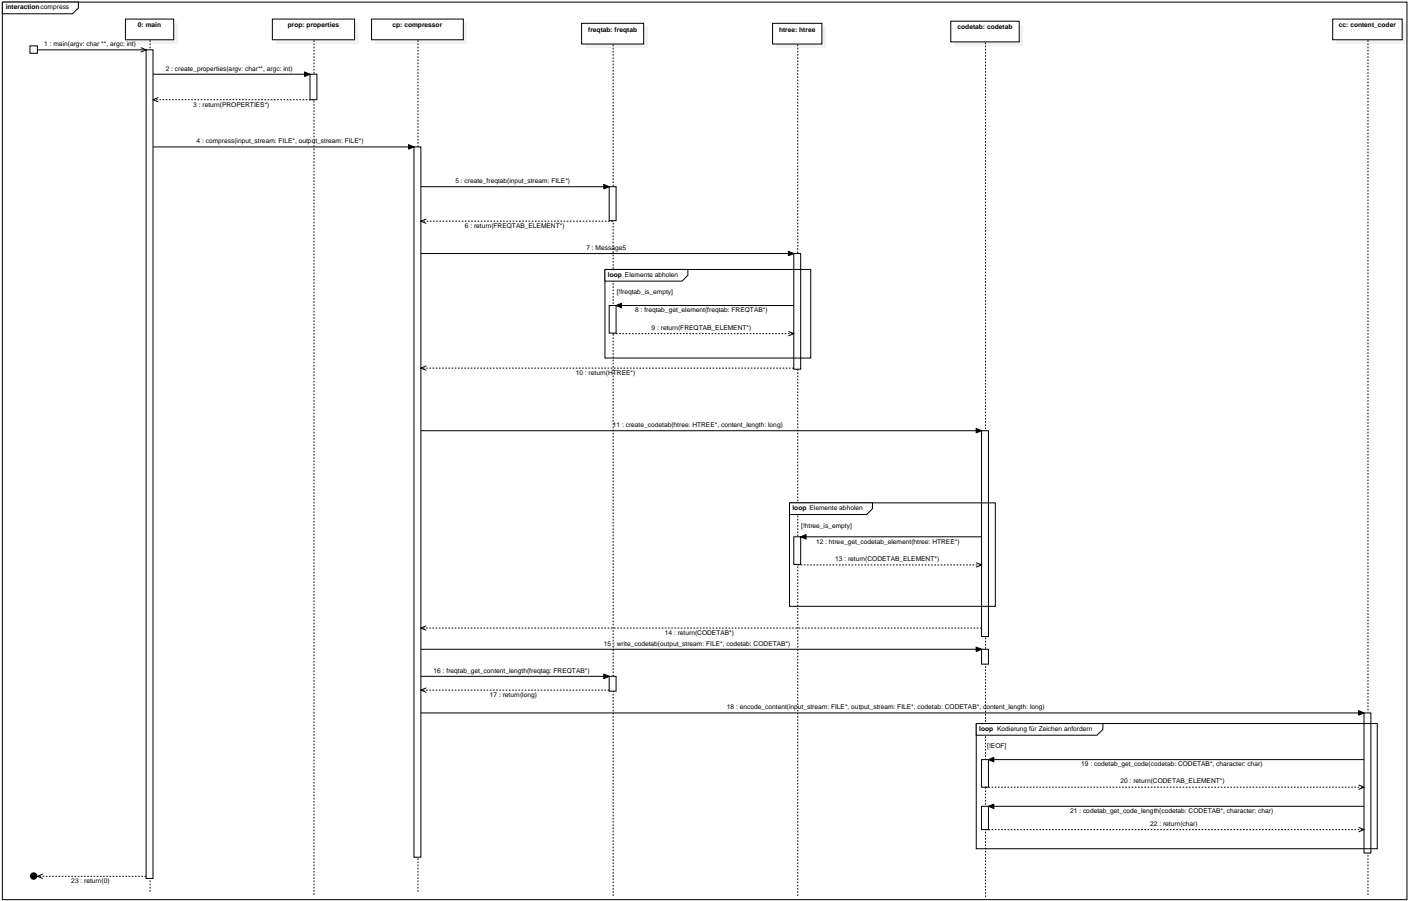 interaction compress
0: main
prop: properties
cp: compressor
freqtab: freqtab
htree: htree
codetab: codetab
cc: content_coder
1 : main(argv: char **, argc: int)
2 : create_properties(argv: char**, argc: int)
3 : return(PROPERTIES*)
4 : compress(input_stream: FILE*, output_stream: FILE*)
5 : create_freqtab(input_stream: FILE*)
6 : return(FREQTAB_ELEMENT*)
7 : Message5
loop Elemente abholen
[!freqtab_is_empty]
8 : freqtab_get_element(freqtab: FREQTAB*)
9 : return(FREQTAB_ELEMENT*)
10 : return(HTREE*)
11 : create_codetab(htree: HTREE*, content_length: long)
loop Elemente abholen
[!htree_is_empty]
12 : htree_get_codetab_element(htree: HTREE*)
13 : return(CODETAB_ELEMENT*)
14 : return(CODETAB*)
15 : write_codetab(output_stream: FILE*, codetab: CODETAB*)
16 : freqtab_get_content_length(freqtag: FREQTAB*)
17 : return(long)
18 : encode_content(input_stream: FILE*, output_stream: FILE*, codetab: CODETAB*, content_length: long)
loop Kodierung für Zeichen anfordern
[!EOF]
19 : codetab_get_code(codetab: CODETAB*, character: char)
20 : return(CODETAB_ELEMENT*)
21 : codetab_get_code_length(codetab: CODETAB*, character: char)
22 : return(char)
23 : return(0)